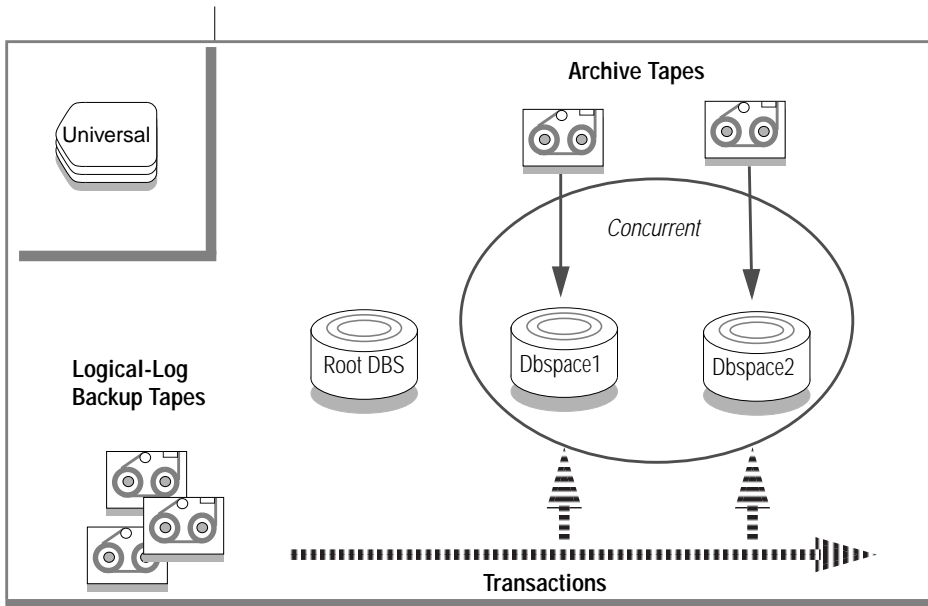 Archive Tapes
Universal
Concurrent
Root DBS
Dbspace1
Dbspace2
Logical-Log
Backup Tapes
Transactions